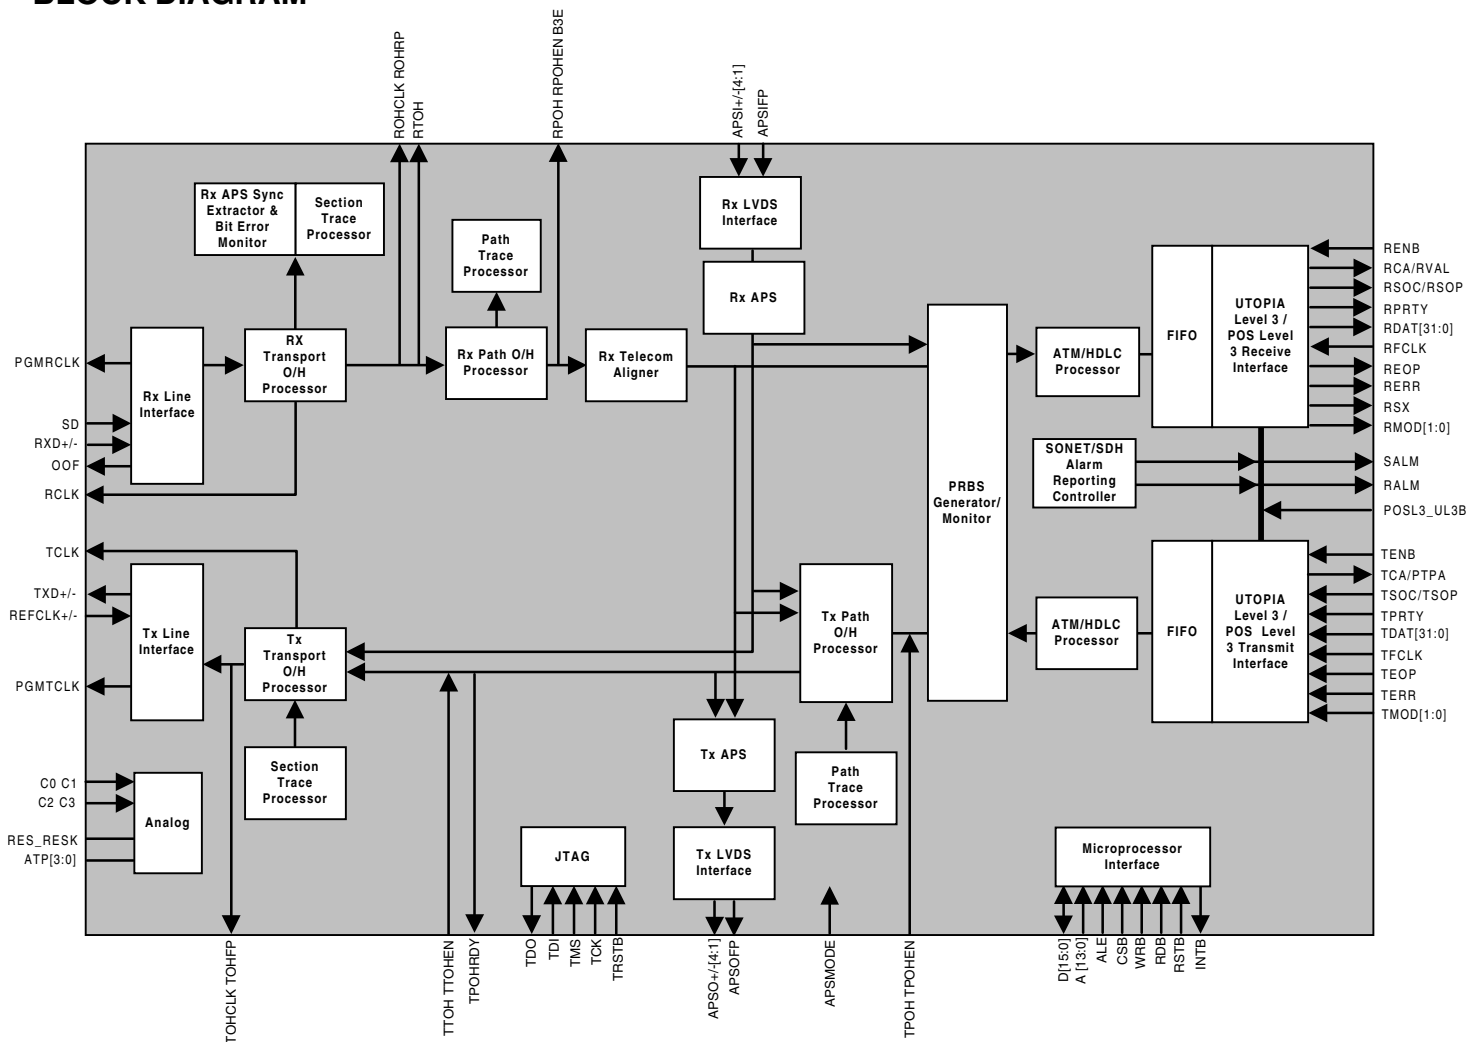 BLOCK DIAGRAM
ROHCLK ROHRP
RTOH
RPOH RPOHEN B3E
APSI+/-[4:1]
APSIFP
Rx APS Sync
Extractor &
Bit Error
Monitor
Section
Trace
Processor
Path
Trace
Processor
Rx LVDS
Interface
Rx APS
PGMRCLK
SD
RXD+/-
OOF
RCLK
Rx Line
Interface
RX
Transport
O/H
Processor
Rx Path O/H
Processor
Rx Telecom
Aligner
PRBS
Generator/
Monitor
ATM/HDLC
Processor
FIFO
UTOPIA
Level 3 /
POS Level
3 Receive
Interface
RENB
RCA/RVAL
RSOC/RSOP
RPRTY
RDAT[31:0]
RFCLK
REOP
RERR
RSX
RMOD[1:0]
SONET/SDH
Alarm
Reporting
Controller
SALM
RALM
POSL3_UL3B
TCLK
TXD+/-
REFCLK+/-
PGMTCLK
Tx Line
Interface
Tx
Transport
O/H
Processor
Tx Path
O/H
Processor
ATM/HDLC
Processor
FIFO
UTOPIA
Level 3 /
POS Level
3 Transmit
Interface
TENB
TCA/PTPA
TSOC/TSOP
TPRTY
TDAT[31:0]
TFCLK
TEOP
TERR
TMOD[1:0]
C0 C1
C2 C3
RES_RESK
ATP[3:0]
Analog
Section
Trace
Processor
Tx APS
Path
Trace
Processor
JTAG
Tx LVDS
Interface
Microprocessor
Interface
TOHCLK TOHFP
TTOH TTOHEN
TPOHRDY
TDO
TDI
TMS
TCK
TRSTB
APSO+/-[4:1]
APSOFP
APSMODE
TPOH TPOHEN
D[15:0]
A [13:0]
ALE
CSB
WRB
RDB
RSTB
INTB